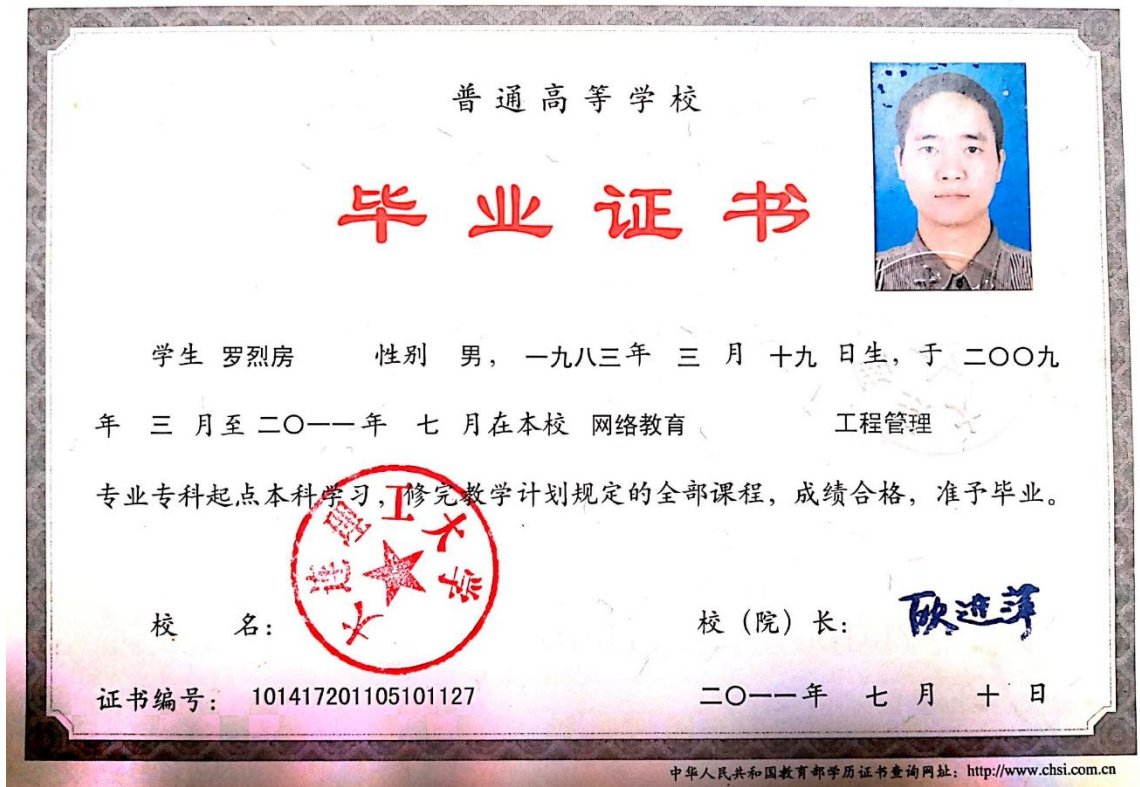 普通高等学校
毕业证书
学生 罗烈房 性别 男，一九八三年 三 月 十九 日生，于 二〇〇九
年 三 月至 二〇一一年 七 月在本校 网络教育 工程管理
专业专科起点本科学习，修完教学计划规定的全部课程，成绩合格，准予毕业。
大连理工大学
校 名： 校（院）长： 欧进萍
证书编号： 101417201105101127 二〇一一年 七 月 十 日
中华人民共和国教育部学历证书查询网址：http://www.chsi.com.cn